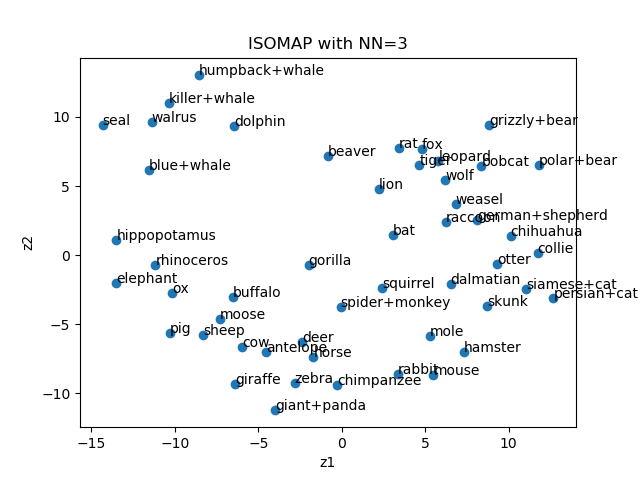 ISOMAP with NN=3
humpback+whale
killer+whale
seal
walrus
dolphin
grizzly+bear
beaver
rat
fox
leopard
tiger
bobcat
polar+bear
blue+whale
wolf
lion
weasel
raccoon
german+shepherd
bat
chihuahua
hippopotamus
collie
rhinoceros
gorilla
otter
elephant
ox
buffalo
squirrel
dalmatian
siamese+cat
persian+cat
spider+monkey
skunk
moose
pig
sheep
mole
cow
antelope
deer
horse
hamster
giraffe
zebra
chimpanzee
rabbit
mouse
giant+panda
10
5
0
−5
−10
z2
−15
−10
−5
0
5
10
z1